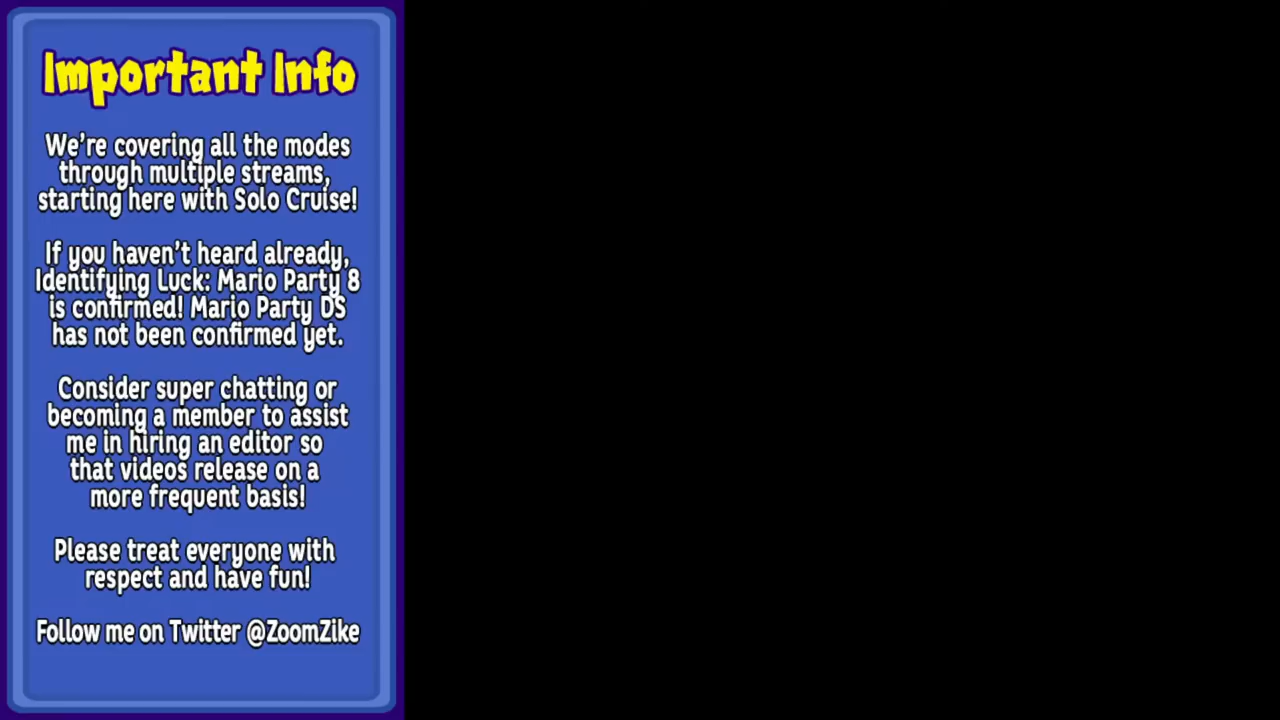 Important Info
We're covering all the modes
through multiple streams,
starting here with Solo Cruise!
If you haven't heard already,
Identifying Luck: Mario Party 8
is confirmed! Mario Party DS
has not been confirmed yet.
Consider super chatting or
becoming a member to assist
me in hiring an editor so
that videos release on a
more frequent basis!
Please treat everyone with
respect and have fun!
Follow me on Twitter @ZoomZike